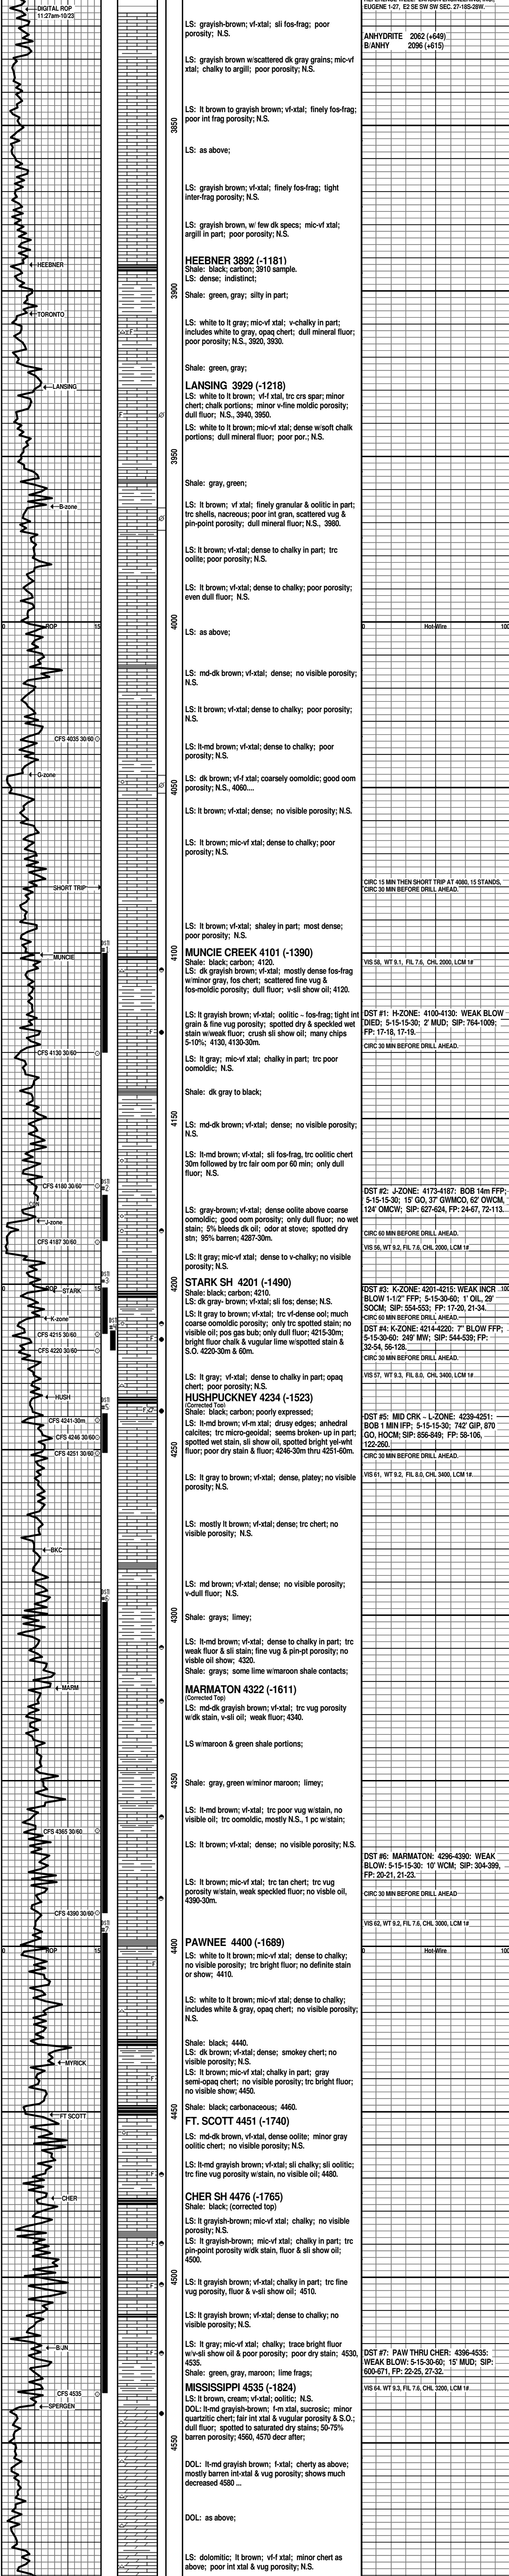 EUGENE 1-27, E2 SE SW SW SEC. 27-18S-28W.
DIGITAL ROP
11:27am-10/23
LS: grayish-brown; vf-xtal; sli fos-frag; poor
porosity; N.S.
ANHYDRITE 2062 (+649)
B/ANHY 2096 (+615)
LS: grayish brown w/scattered dk gray grains; mic-vf
xtal; chalky to argill; poor porosity; N.S.
LS: lt brown to grayish brown; vf-xtal; finely fos-frag;
poor int frag porosity; N.S.
3850
LS: as above;
LS: grayish brown; vf-xtal; finely fos-frag; tight
inter-frag porosity; N.S.
LS: grayish brown, w/ few dk specs; mic-vf xtal;
argill in part; poor porosity; N.S.
HEEBNER
HEEBNER 3892 (-1181)
Shale: black; carbon; 3910 sample.
LS: dense; indistinct;
3900
Shale: green, gray; silty in part;
TORONTO
LS: white to lt gray; mic-vf xtal; v-chalky in part;
includes white to gray, opaq chert; dull mineral fluor;
poor porosity; N.S., 3920, 3930.
Shale: green, gray;
LANSING
LANSING 3929 (-1218)
LS: white to lt brown; vf-f xtal, trc crs spar; minor
chert; chalk portions; minor v-fine moldic porosity;
dull fluor; N.S., 3940, 3950.
LS: white to lt brown; mic-vf xtal; dense w/soft chalk
portions; dull mineral fluor; poor por.; N.S.
3950
Shale: gray, green;
B-zone
LS: lt brown; vf xtal; finely granular & oolitic in part;
trc shells, nacreous; poor int gran, scattered vug &
pin-point porosity; dull mineral fluor; N.S., 3980.
LS: lt brown; vf-xtal; dense to chalky in part; trc
oolite; poor porosity; N.S.
LS: lt brown; vf-xtal; dense to chalky; poor porosity;
even dull fluor; N.S.
4000
0 ROP 15
LS: as above;
0 Hot-Wire 100
LS: md-dk brown; vf-xtal; dense; no visible porosity;
N.S.
LS: lt brown; vf-xtal; dense to chalky; poor porosity;
N.S.
CFS 4035 30/60
LS: lt-md brown; vf-xtal; dense to chalky; poor
porosity; N.S.
G-zone
LS: dk brown; vf-f xtal; coarsely oomoldic; good oom
porosity; N.S., 4060....
4050
LS: lt brown; vf-xtal; dense; no visible porosity; N.S.
LS: lt brown; mic-vf xtal; dense to chalky; poor
porosity; N.S.
SHORT TRIP
CIRC 15 MIN THEN SHORT TRIP AT 4080, 15 STANDS,
CIRC 30 MIN BEFORE DRILL AHEAD.
LS: lt brown; vf-xtal; shaley in part; most dense;
poor porosity; N.S.
4100
DST #1
MUNCIE
MUNCIE CREEK 4101 (-1390)
Shale: black; carbon; 4120.
VIS 58, WT 9.1, FIL 7.6, CHL 2000, LCM 1#
LS: dk grayish brown; vf-xtal; mostly dense fos-frag
w/minor gray, fos chert; scattered fine vug &
fos-moldic porosity; dull fluor; v-sli show oil; 4120.
LS: lt grayish brown; vf-xtal; oolitic ~ fos-frag; tight int
grain & fine vug porosity; spotted dry & speckled wet
stain w/weak fluor; crush sli show oil; many chips
5-10%; 4130, 4130-30m.
DST #1: H-ZONE: 4100-4130: WEAK BLOW
DIED; 5-15-15-30; 2' MUD; SIP: 764-1009;
FP: 17-18, 17-19.
CFS 4130 30/60
CIRC 30 MIN BEFORE DRILL AHEAD.
LS: lt gray; mic-vf xtal; chalky in part; trc poor
oomoldic; N.S.
Shale: dk gray to black;
4150
LS: md-dk brown; vf-xtal; dense; no visible porosity;
N.S.
LS: lt-md brown; vf-xtal; sli fos-frag, trc oolitic chert
30m followed by trc fair oom por 60 min; only dull
fluor; N.S.
CFS 4180 30/60
DST #2
DST #2: J-ZONE: 4173-4187: BOB 14m FFP;
5-15-15-30; 15' GO, 37' GWMCO, 62' OWCM,
124' OMCW; SIP: 627-624, FP: 24-67, 72-113.
J-zone
LS: gray-brown; vf-xtal; dense oolite above coarse
oomoldic; good oom porosity; only dull fluor; no wet
stain; 5% bleeds dk oil; odor at stove; spotted dry
stn; 95% barren; 4287-30m.
CFS 4187 30/60
CIRC 60 MIN BEFORE DRILL AHEAD.
VIS 56, WT 9.2, FIL 7.6, CHL 2000, LCM 1#
LS: lt gray; mic-vf xtal; dense to v-chalky; no visible
porosity; N.S.
4200
DST #3
STARK
STARK SH 4201 (-1490)
Shale: black; carbon; 4210.
LS: dk gray- brown; vf-xtal; sli fos; dense; N.S.
DST #3: K-ZONE: 4201-4215: WEAK INCR
BLOW 1-1/2" FFP; 5-15-30-60; 1' OIL, 29'
SOCM; SIP: 554-553; FP: 17-20, 21-34.
CIRC 60 MIN BEFORE DRILL AHEAD.
K-zone
LS: lt gray to brown; vf-xtal; trc vf-dense ool; much
coarse oomoldic porosity; only trc spotted stain; no
visible oil; pos gas bub; only dull fluor; 4215-30m;
bright fluor chalk & vugular lime w/spotted stain &
S.O. 4220-30m & 60m.
CFS 4215 30/60
CFS 4220 30/60
DST #4: K-ZONE: 4214-4220: 7" BLOW FFP;
5-15-30-60: 249' MW; SIP: 544-539; FP:
32-54, 56-128.
CIRC 30 MIN BEFORE DRILL AHEAD.
VIS 57, WT 9.3, FIL 8.0, CHL 3400, LCM 1#
LS: lt gray; vf-xtal; dense to chalky in part; opaq
chert; poor porosity; N.S.
HUSH
HUSHPUCKNEY 4234 (-1523)
(Corrected Top)
Shale: black; carbon; poorly expressed;
LS: lt-md brown; vf-vm xtal; drusy edges; anhedral
calcites; trc micro-geoidal; seems broken- up in part;
spotted wet stain, sli show oil, spotted bright yel-wht
fluor; poor dry stain & fluor; 4246-30m thru 4251-60m.
DST #5
CFS 4241-30m
CFS 4246 30/60
CFS 4251 30/60
DST #5: MID CRK ~ L-ZONE: 4239-4251:
BOB 1 MIN IFP; 5-15-15-30; 742' GIP, 870
GO, HOCM; SIP: 856-849; FP: 58-106,
122-260.
CIRC 30 MIN BEFORE DRILL AHEAD.
4250
LS: lt gray to brown; vf-xtal; dense, platey; no visible
porosity; N.S.
VIS 61, WT 9.2, FIL 8.0, CHL 3400, LCM 1#
LS: mostly lt brown; vf-xtal; dense; trc chert; no
visible porosity; N.S.
BKC
LS: md brown; vf-xtal; dense; no visible porosity;
v-dull fluor; N.S.
DST #6
4300
Shale: grays; limey;
LS: lt-md brown; vf-xtal; dense to chalky in part; trc
weak fluor & sli stain; fine vug & pin-pt porosity; no
visible oil show; 4320.
Shale: grays; some lime w/maroon shale contacts;
MARM
MARMATON 4322 (-1611)
(Corrected Top)
LS: md-dk grayish brown; vf-xtal; trc vug porosity
w/dk stain, v-sli oil; weak fluor; 4340.
LS w/maroon & green shale portions;
4350
Shale: gray, green w/minor maroon; limey;
LS: lt-md brown; vf-xtal; trc poor vug w/stain, no
visible oil; trc oomoldic, mostly N.S., 1 pc w/stain;
CFS 4365 30/60
LS: lt brown; vf-xtal; dense; no visible porosity; N.S.
DST #6: MARMATON: 4296-4390: WEAK
BLOW: 5-15-15-30: 10' WCM; SIP: 304-399,
FP: 20-21, 21-23.
LS: lt brown; mic-vf xtal; trc tan chert; trc vug
porosity w/stain, weak speckled fluor; no visble oil,
4390-30m.
CFS 4390 30/60
CIRC 30 MIN BEFORE DRILL AHEAD
DST #7
VIS 62, WT 9.2, FIL 7.6, CHL 3000, LCM 1#
4400
PAWNEE 4400 (-1689)
0 ROP 15
0 Hot-Wire 100
LS: white to lt brown; mic-vf xtal; dense to chalky;
no visible porosity; trc bright fluor; no definite stain
or show; 4410.
LS: white to lt brown; mic-vf xtal; dense to chalky;
includes white & gray, opaq chert; no visible porosity;
N.S.
Shale: black; 4440.
LS: dk brown; vf-xtal; dense; smokey chert; no
visible porosity; N.S.
MYRICK
LS: lt brown; mic-vf xtal; chalky in part; gray
semi-opaq chert; no visible porosity; trc bright fluor;
no visible show; 4450.
Shale: black; carbonaceous; 4460.
4450
FT SCOTT
FT. SCOTT 4451 (-1740)
LS: md-dk brown; vf-xtal, dense oolite; minor gray
oolitic chert; no visible porosity; N.S.
LS: lt-md grayish brown; vf-xtal; sli chalky; sli oolitic;
trc fine vug porosity w/stain, no visible oil; 4480.
CHER
CHER SH 4476 (-1765)
Shale: black; (corrected top)
LS: lt grayish-brown; mic-vf xtal; chalky; no visible
porosity; N.S.
LS: lt grayish-brown; mic-vf xtal; chalky in part; trc
pin-point porosity w/dk stain, fluor & sli show oil;
4500.
4500
LS: lt grayish brown; vf-xtal; chalky in part; trc fine
vug porosity, fluor & v-sli show oil; 4510.
LS: lt grayish brown; vf-xtal; dense to chalky; no
visible porosity; N.S.
BIJN
LS: lt gray; mic-vf xtal; chalky; trace bright fluor
w/v-sli show oil & poor porosity; poor dry stain; 4530,
4535.
Shale: green, gray, maroon; lime frags;
DST #7: PAW THRU CHER: 4396-4535:
WEAK BLOW: 5-15-30-60; 15' MUD; SIP:
600-671, FP: 22-25, 27-32.
CFS 4535
MISSISSIPPI 4535 (-1824)
VIS 64, WT 9.3, FIL 7.6, CHL 3200, LCM 1#
SPERGEN
LS: lt brown, cream; vf-xtal; oolitic; N.S.
DOL: lt-md grayish brown; f-m xtal, sucrosic; minor
quartzitic chert; fair int xtal & vugular porosity & S.O.;
dull fluor; spotted to saturated dry stains; 50-75%
barren porosity; 4560, 4570 decr after;
4550
DOL: lt-md grayish brown; f-xtal; cherty as above;
mostly barren int-xtal & vug porosity; shows much
decreased 4580 ...
DOL: as above;
LS: dolomitic; lt brown; vf-f xtal; minor chert as
above; poor int xtal & vug porosity; N.S.